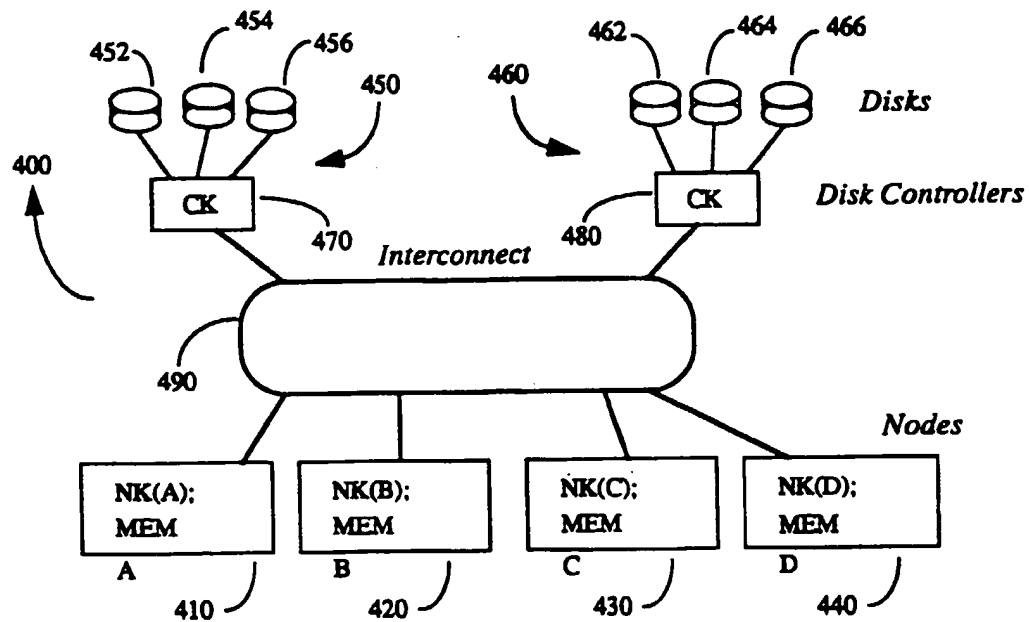 454
452
456
450
460
462
464
466
Disks
400
CK
470
CK
480
Disk Controllers
Interconnect
490
Nodes
NK(A);
MEM
A
410
NK(B);
MEM
B
420
NK(C);
MEM
C
430
NK(D);
MEM
D
440